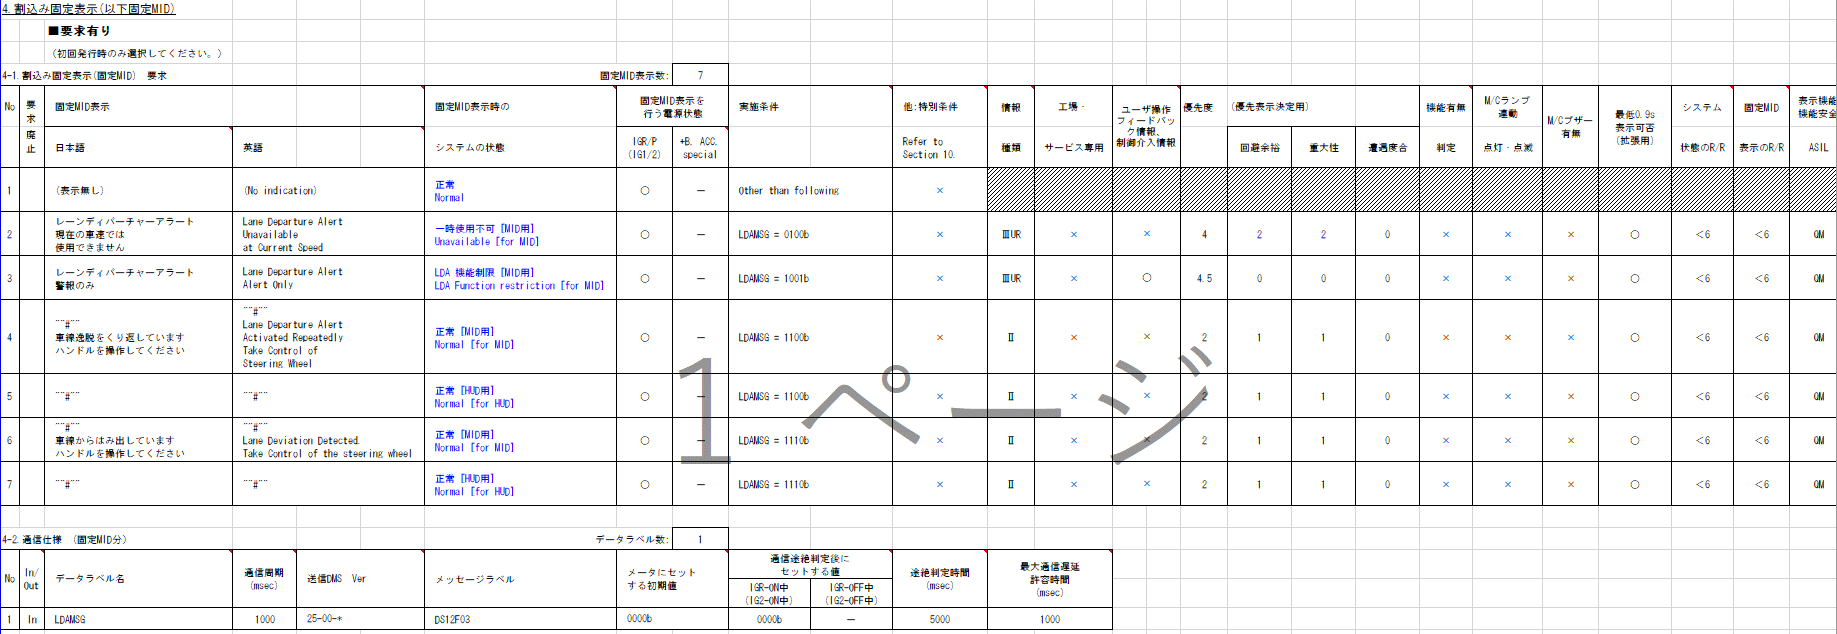 4. 割込み固定表示(以下固定MID)
■要求有り
（初回発行時のみ選択してください。）
4-1. 割込み固定表示(固定MID)　要求　固定MID表示数: 7
No 要求 廃止 固定MID表示 固定MID表示時の 固定MID表示を行う電源状態 実施条件 他:特別条件 情報 工場・ ユーザ操作フィードバック情報、制御介入情報 優先度 (優先表示決定用) 機能有無 M/Cランプ連動 M/Cブザー有無 最低0.9s表示可否(拡張用) システム 固定MID 表示機能 機能安全
日本語 英語 システムの状態 IGR/P (IG1/2) +B, ACC, special Refer to Section 10. 種類 サービス専用 回避余裕 重大性 遭遇度合 判定 点灯・点滅 状態のR/R 表示のR/R ASIL
1 (表示無し) (No indication) 正常 Normal ○ － Other than following ×
2 レーンディパーチャーアラート 現在の車速では 使用できません Lane Departure Alert Unavailable at Current Speed 一時使用不可 [MID用] Unavailable [for MID] ○ － LDAMSG = 0100b × ⅢUR × × 4 2 2 0 × × × ○ <6 <6 QM
3 レーンディパーチャーアラート 警報のみ Lane Departure Alert Alert Only LDA 機能制限 [MID用] LDA Function restriction [for MID] ○ － LDAMSG = 1001b × ⅢUR × ○ 4.5 0 0 0 × × × ○ <6 <6 QM
4 ~~#~~ 車線逸脱をくり返しています ハンドルを操作してください ~~#~~ Lane Departure Alert Activated Repeatedly Take Control of Steering Wheel 正常 [MID用] Normal [for MID] ○ － LDAMSG = 1100b × Ⅱ × × 2 1 1 0 × × × ○ <6 <6 QM
5 ~~#~~ ~~#~~ 正常 [HUD用] Normal [for HUD] ○ － LDAMSG = 1100b × Ⅱ × × 2 1 1 0 × × × ○ <6 <6 QM
6 ~~#~~ 車線からはみ出しています ハンドルを操作してください ~~#~~ Lane Deviation Detected. Take Control of the steering wheel 正常 [MID用] Normal [for MID] ○ － LDAMSG = 1110b × Ⅱ × × 2 1 1 0 × × × ○ <6 <6 QM
7 ~~#~~ ~~#~~ 正常 [HUD用] Normal [for HUD] ○ － LDAMSG = 1110b × Ⅱ × × 2 1 1 0 × × × ○ <6 <6 QM
1 ページ
4-2. 通信仕様　(固定MID分)　データラベル数: 1
No In/Out データラベル名 通信周期 (msec) 送信DMS Ver メッセージラベル メータにセットする初期値 通信途絶判定後にセットする値 途絶判定時間 (msec) 最大通信遅延許容時間 (msec)
IGR-ON中 (IG2-ON中) IGR-OFF中 (IG2-OFF中)
1 In LDAMSG 1000 25-00-* DS12F03 0000b 0000b － 5000 1000